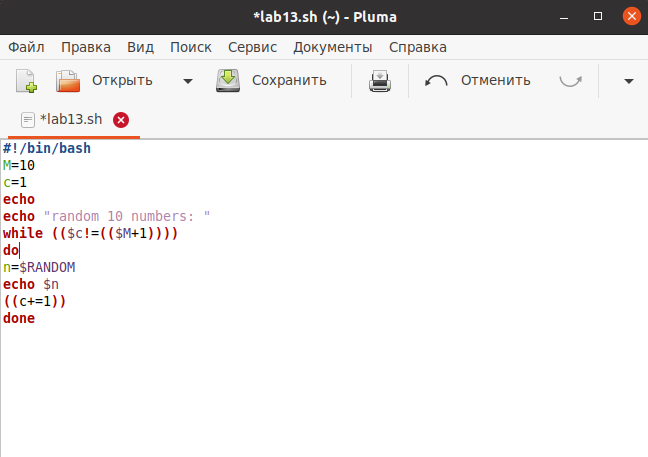 *lab13.sh (~) - Pluma
Файл Правка Вид Поиск Сервис Документы Справка
Открыть Сохранить Отменить
*lab13.sh
#!/bin/bash
M=10
c=1
echo
echo "random 10 numbers: "
while (($c!=(($M+1))))
do
n=$RANDOM
echo $n
((c+=1))
done